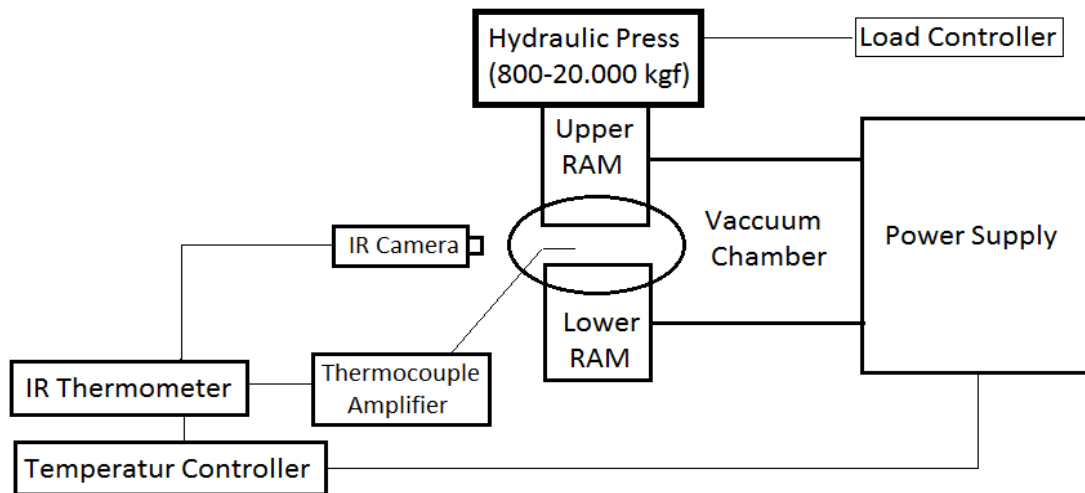 Hydraulic Press
(800-20.000 kgf)
Load Controller
Upper
RAM
Vaccuum
Chamber
Power Supply
IR Camera
Lower
RAM
IR Thermometer
Thermocouple
Amplifier
Temperatur Controller